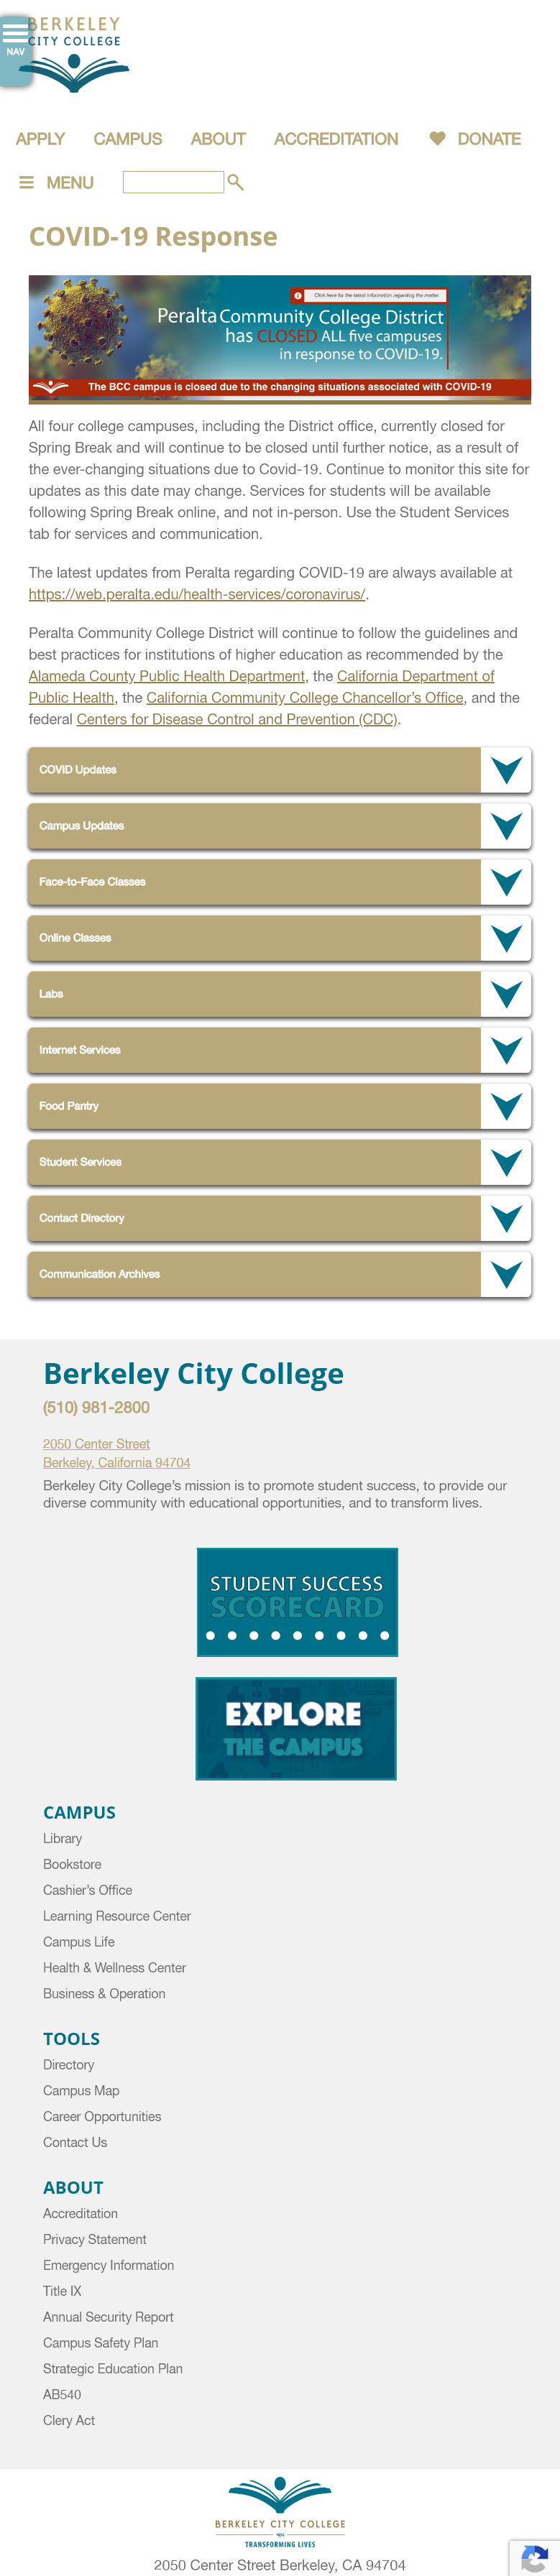 BERKELEY
CITY COLLEGE
NAV
APPLY CAMPUS ABOUT ACCREDITATION DONATE
MENU
COVID-19 Response
Click here for the latest information regarding the matter.
Peralta Community College District
has CLOSED ALL five campuses
in response to COVID-19.
The BCC campus is closed due to the changing situations associated with COVID-19
All four college campuses, including the District office, currently closed for
Spring Break and will continue to be closed until further notice, as a result of
the ever-changing situations due to Covid-19. Continue to monitor this site for
updates as this date may change. Services for students will be available
following Spring Break online, and not in-person. Use the Student Services
tab for services and communication.
The latest updates from Peralta regarding COVID-19 are always available at
https://web.peralta.edu/health-services/coronavirus/.
Peralta Community College District will continue to follow the guidelines and
best practices for institutions of higher education as recommended by the
Alameda County Public Health Department, the California Department of
Public Health, the California Community College Chancellor's Office, and the
federal Centers for Disease Control and Prevention (CDC).
COVID Updates
Campus Updates
Face-to-Face Classes
Online Classes
Labs
Internet Services
Food Pantry
Student Services
Contact Directory
Communication Archives
Berkeley City College
(510) 981-2800
2050 Center Street
Berkeley, California 94704
Berkeley City College's mission is to promote student success, to provide our
diverse community with educational opportunities, and to transform lives.
STUDENT SUCCESS
SCORECARD
EXPLORE
THE CAMPUS
CAMPUS
Library
Bookstore
Cashier's Office
Learning Resource Center
Campus Life
Health & Wellness Center
Business & Operation
TOOLS
Directory
Campus Map
Career Opportunities
Contact Us
ABOUT
Accreditation
Privacy Statement
Emergency Information
Title IX
Annual Security Report
Campus Safety Plan
Strategic Education Plan
AB540
Clery Act
BERKELEY CITY COLLEGE
TRANSFORMING LIVES
2050 Center Street Berkeley, CA 94704